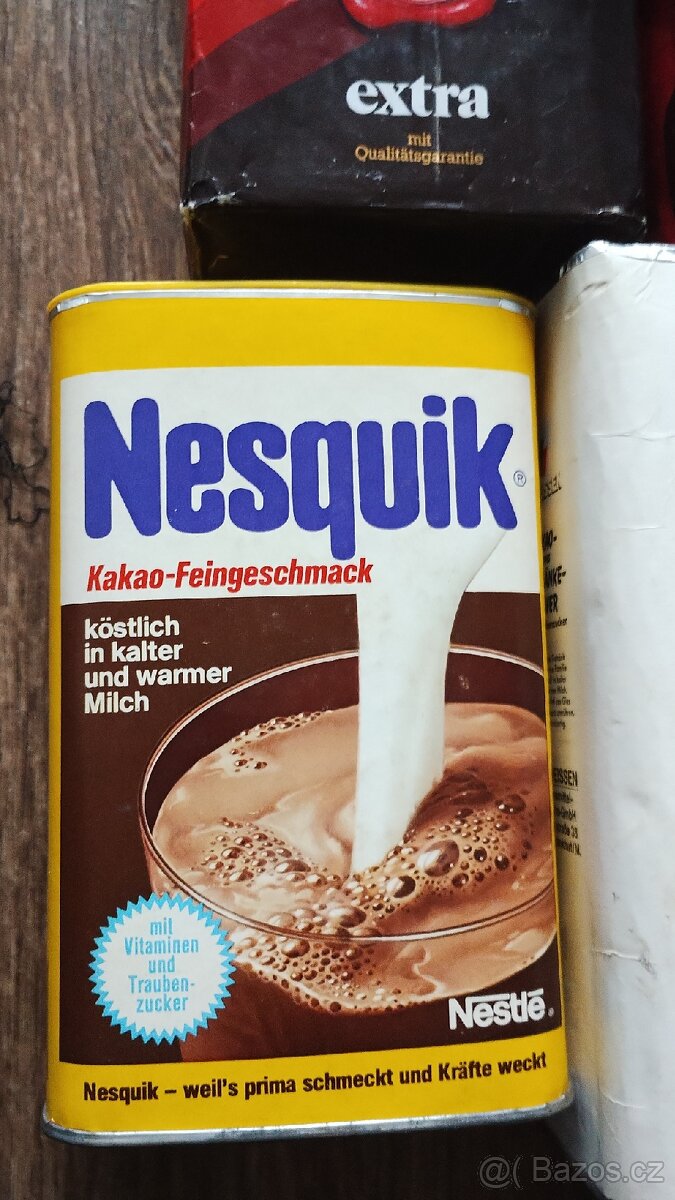 extra
mit
Qualitätsgarantie
Nesquik®
Kakao-Feingeschmack
köstlich
in kalter
und warmer
Milch
mit
Vitaminen
und
Trauben-
zucker
Nestlé
Nesquik – weil's prima schmeckt und Kräfte weckt
@( Bazos.cz